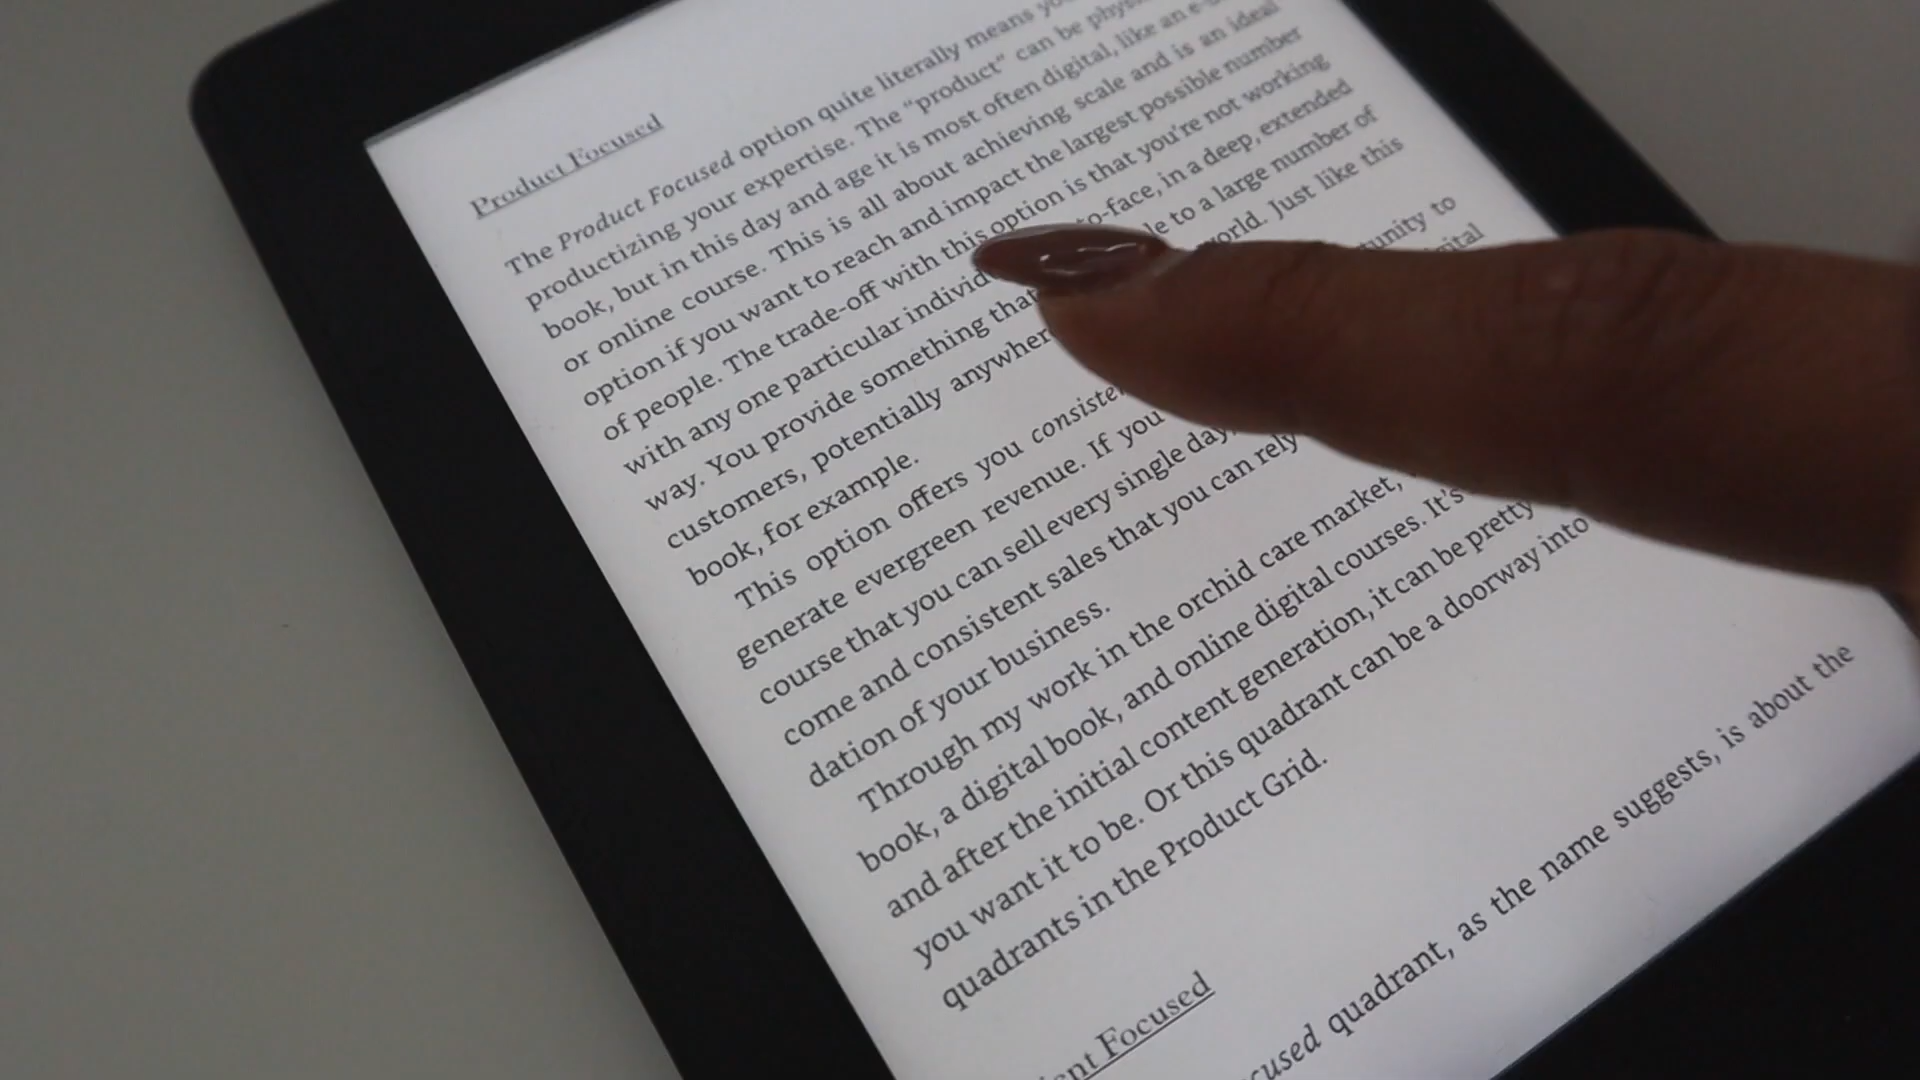 Product Focused
The Product Focused option quite literally means
productizing your expertise. The “product” can be
book, but in this day and age it is most often digital, like an
or online course. This is all about achieving scale and is an ideal
option if you want to reach and impact the largest possible number
of people. The trade-off with this option is that you're not working
with any one particular to-face, in a deep, extended
way. You provide something that to a large number of
customers, potentially world. Just like this
book, for example.
This option offers you to
generate evergreen revenue. If you
course that you can sell every single day,
come and consistent sales that you can rely
dation of your business.
Through my work in the orchid care market,
book, a digital book, and online digital courses. It's
and after the initial content generation, it can be pretty
you want it to be. Or this quadrant can be a doorway into
quadrants in the Product Grid.
Focused
quadrant, as the name suggests, is about the